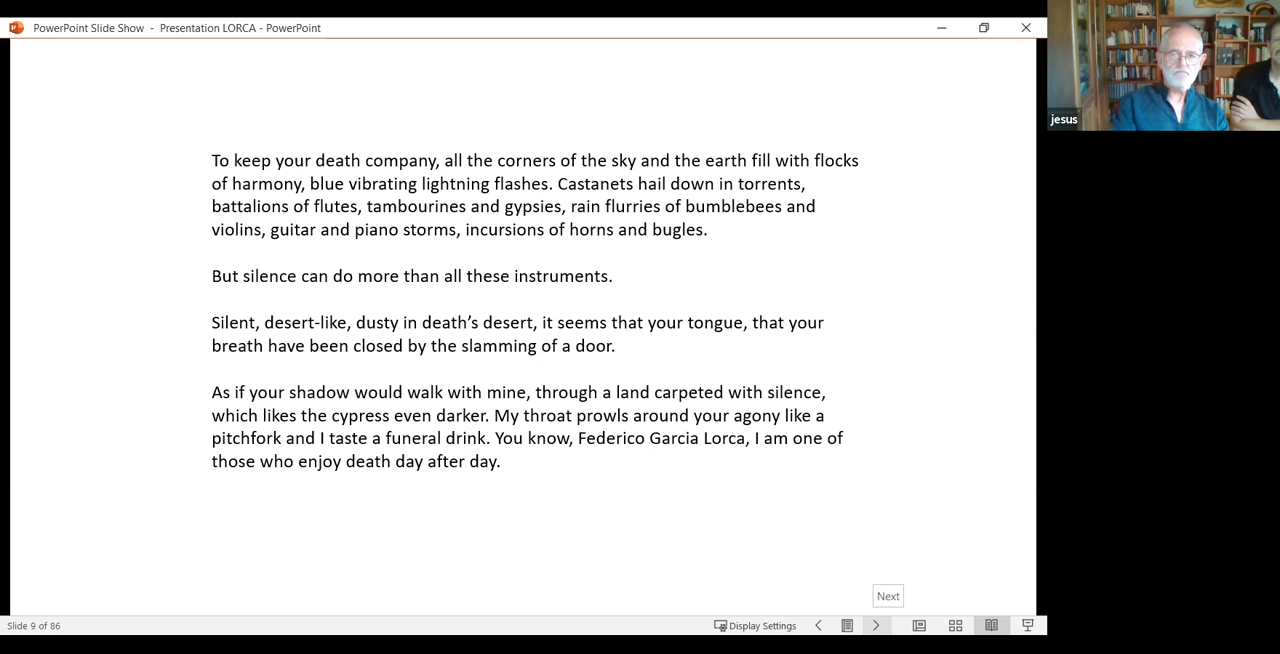 PowerPoint Slide Show - Presentation LORCA - PowerPoint
jesus
To keep your death company, all the corners of the sky and the earth fill with flocks
of harmony, blue vibrating lightning flashes. Castanets hail down in torrents,
battalions of flutes, tambourines and gypsies, rain flurries of bumblebees and
violins, guitar and piano storms, incursions of horns and bugles.
But silence can do more than all these instruments.
Silent, desert-like, dusty in death’s desert, it seems that your tongue, that your
breath have been closed by the slamming of a door.
As if your shadow would walk with mine, through a land carpeted with silence,
which likes the cypress even darker. My throat prowls around your agony like a
pitchfork and I taste a funeral drink. You know, Federico Garcia Lorca, I am one of
those who enjoy death day after day.
Next
Slide 9 of 86
Display Settings